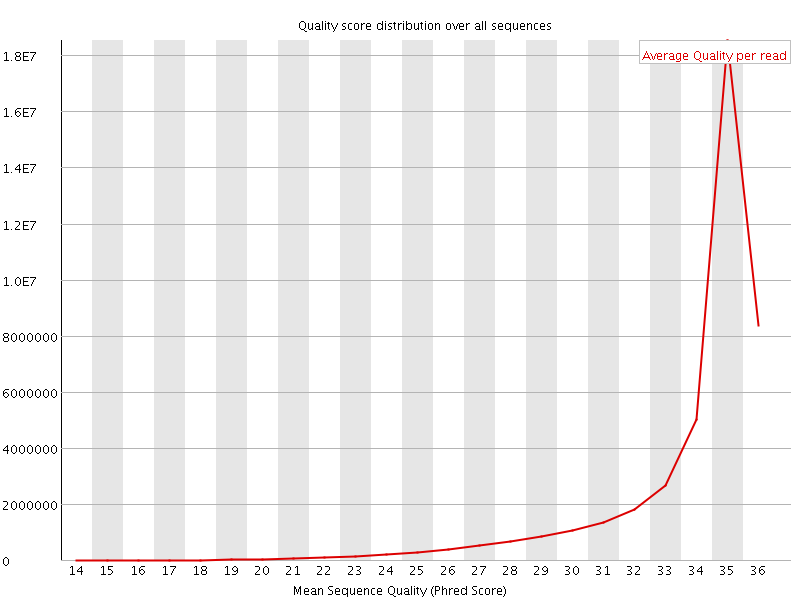 Quality score distribution over all sequences
Average Quality per read
1.8E7
1.6E7
1.4E7
1.2E7
1.0E7
8000000
6000000
4000000
2000000
0
14 15 16 17 18 19 20 21 22 23 24 25 26 27 28 29 30 31 32 33 34 35 36
Mean Sequence Quality (Phred Score)